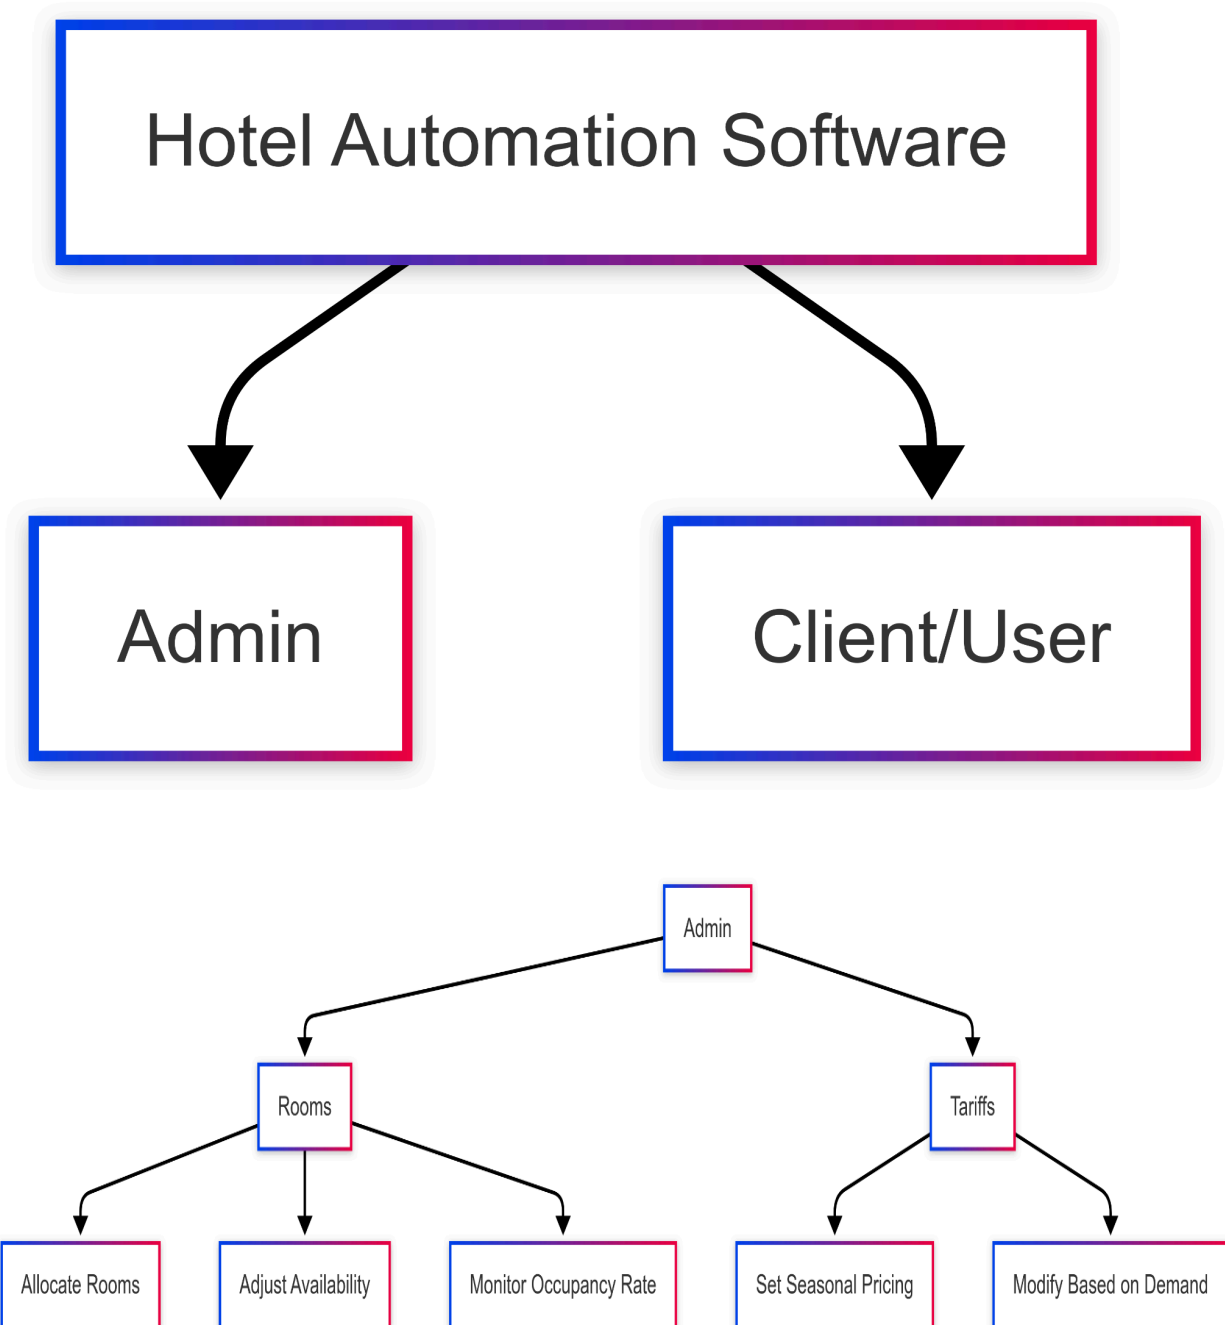 Hotel Automation Software
Admin
Client/User
Admin
Rooms
Tariffs
Allocate Rooms
Adjust Availability
Monitor Occupancy Rate
Set Seasonal Pricing
Modify Based on Demand